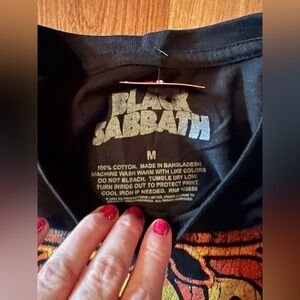 BLACK
SABBATH
M
100% COTTON. MADE IN BANGLADESH.
MACHINE WASH WARM WITH LIKE COLORS
DO NOT BLEACH. TUMBLE DRY LOW.
TURN INSIDE OUT TO PROTECT PRINT.
COOL IRON IF NEEDED. RN#